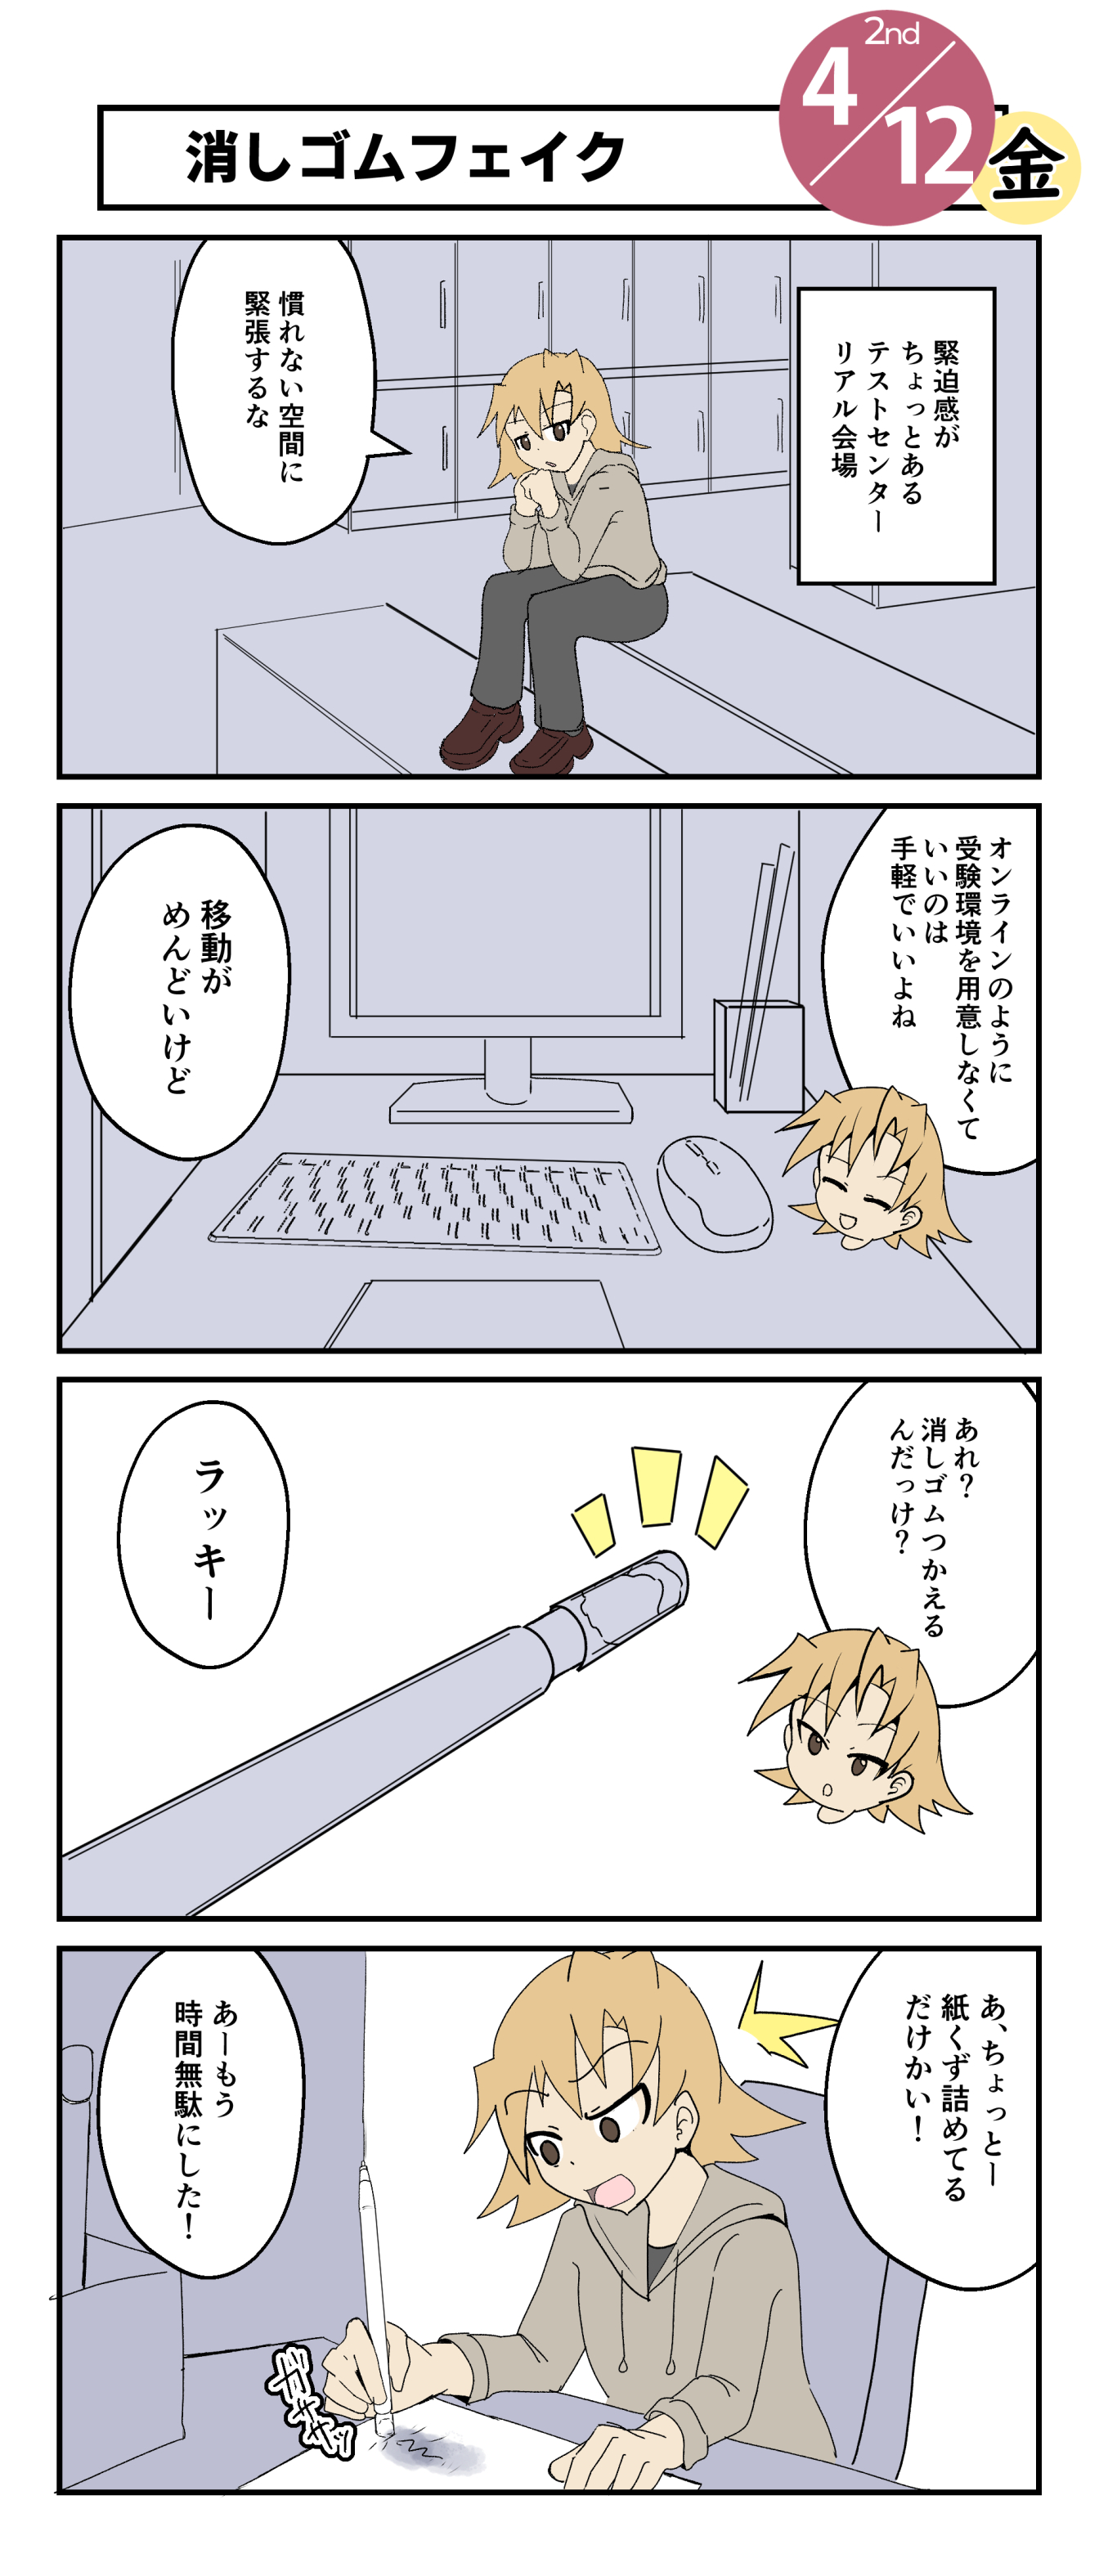 2nd
4/12
金
消しゴムフェイク
緊迫感が
ちょっとある
テストセンター
リアル会場
慣れない空間に
緊張するな
オンラインのように
受験環境を用意しなくて
いいのは
手軽でいいよね
移動が
めんどいけど
あれ？
消しゴムつかえる
んだっけ？
ラッキー
あ、ちょっとー
紙くず詰めてる
だけかい！
あーもう
時間無駄にした！